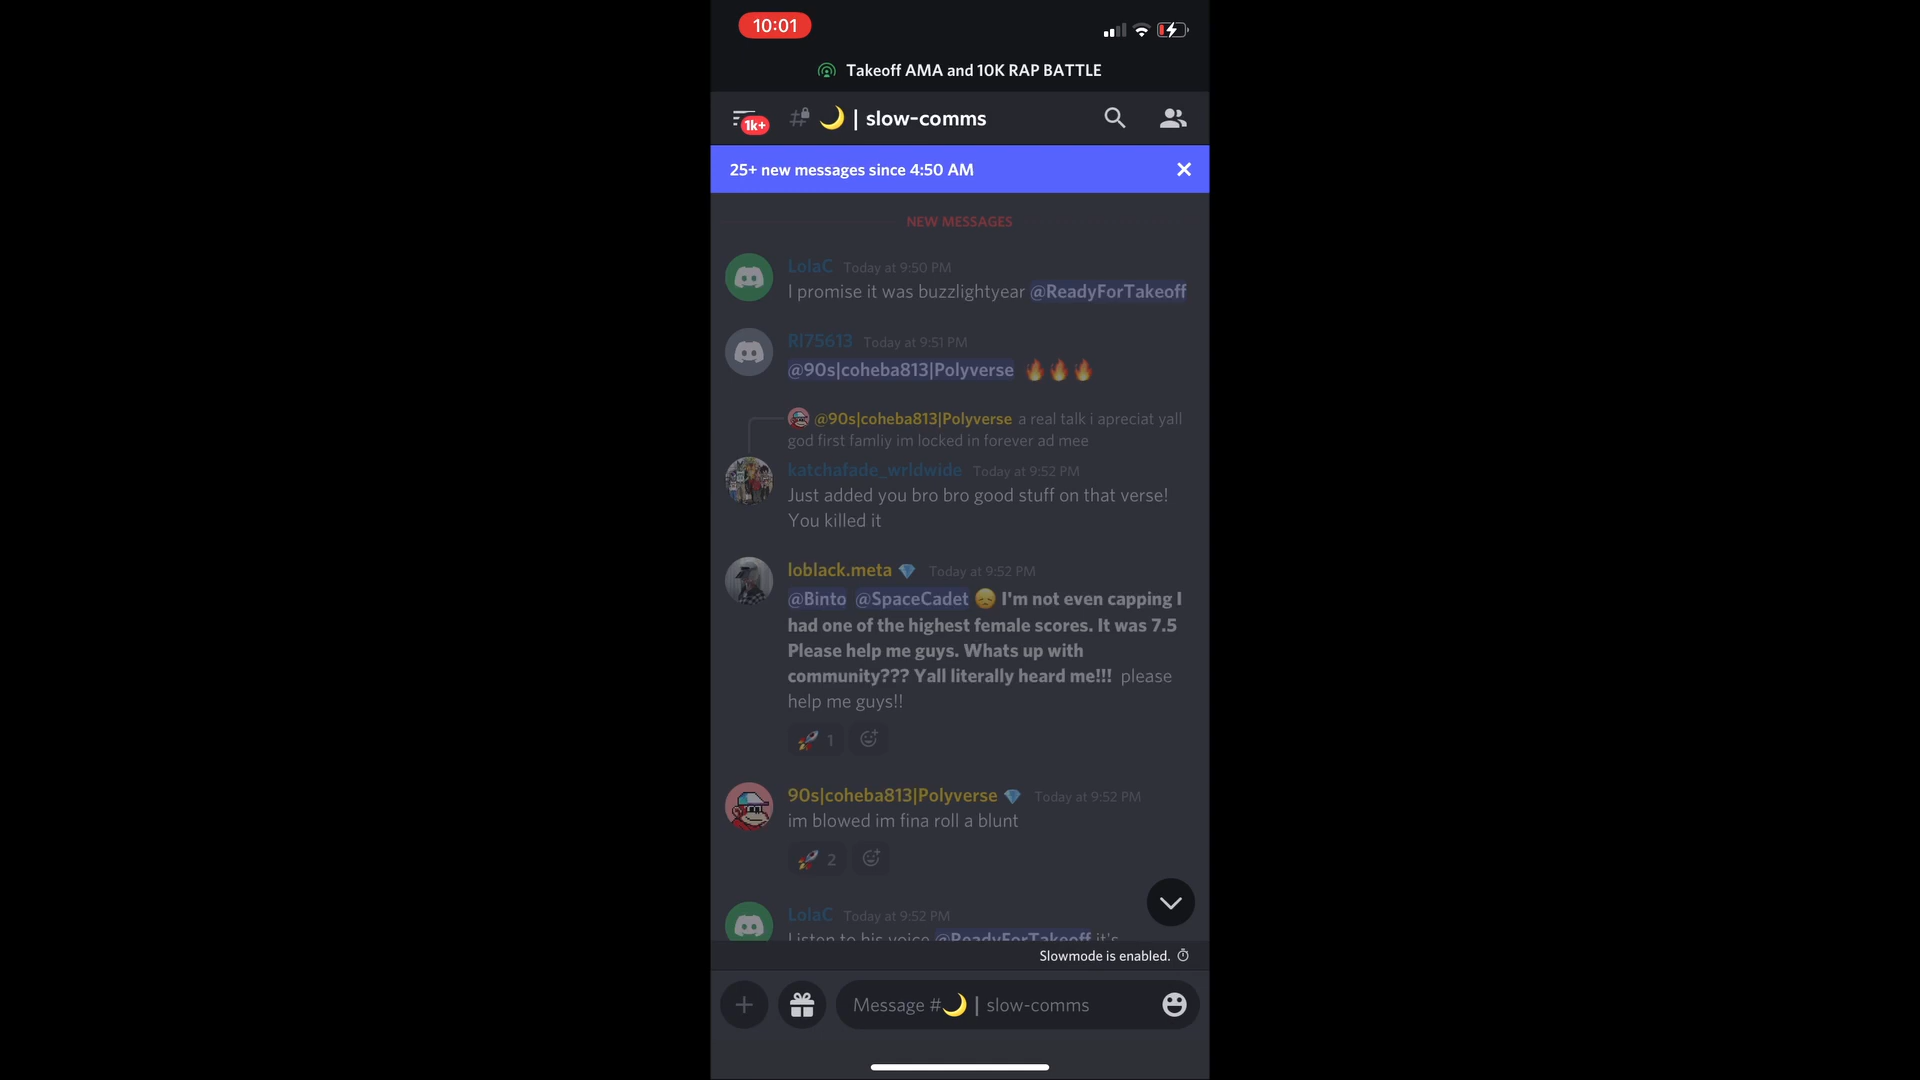 10:01
Takeoff AMA and 10K RAP BATTLE
1k+
# 🌙 | slow-comms
25+ new messages since 4:50 AM
NEW MESSAGES
LolaC Today at 9:50 PM
I promise it was buzzlightyear @ReadyForTakeoff
RI75613 Today at 9:51 PM
@90s|coheba813|Polyverse 🔥🔥🔥
@90s|coheba813|Polyverse a real talk i apreciat yall
god first famliy im locked in forever ad mee
katchafade_wrldwide Today at 9:52 PM
Just added you bro bro good stuff on that verse!
You killed it
loblack.meta 💎 Today at 9:52 PM
@Binto @SpaceCadet 😞 I'm not even capping I
had one of the highest female scores. It was 7.5
Please help me guys. Whats up with
community??? Yall literally heard me!!! please
help me guys!!
🚀 1
90s|coheba813|Polyverse 💎 Today at 9:52 PM
im blowed im fina roll a blunt
🚀 2
LolaC Today at 9:52 PM
Listen to his voice @ReadyForTakeoff it's
Slowmode is enabled.
Message #🌙 | slow-comms